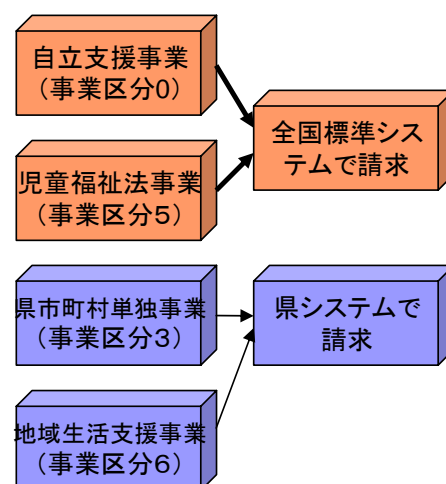 自立支援事業
（事業区分0）
全国標準シス
テムで請求
児童福祉法事業
（事業区分5）
県市町村単独事業
（事業区分3）
県システムで
請求
地域生活支援事業
（事業区分6）